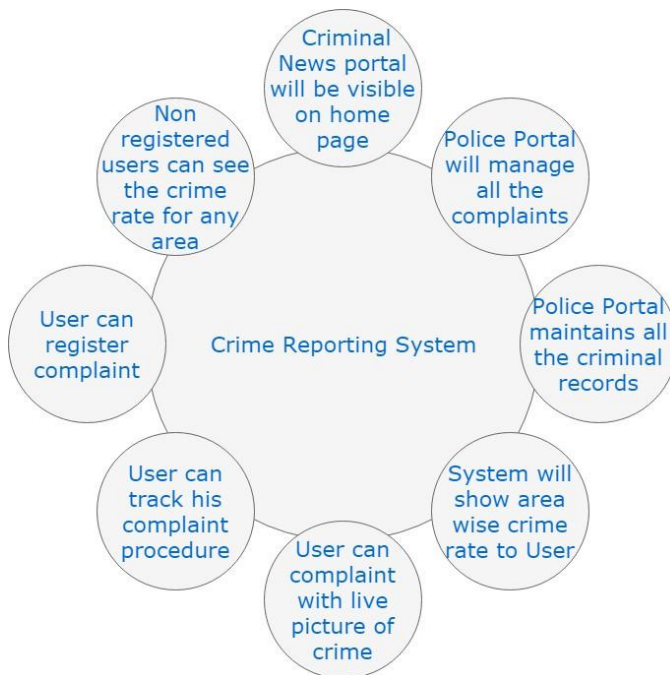 Criminal
News portal
will be visible
on home
page
Police Portal
will manage
all the
complaints
Police Portal
maintains all
the criminal
records
System will
show area
wise crime
rate to User
User can
complaint
with live
picture of
crime
User can
track his
complaint
procedure
User can
register
complaint
Non
registered
users can see
the crime
rate for any
area
Crime Reporting System